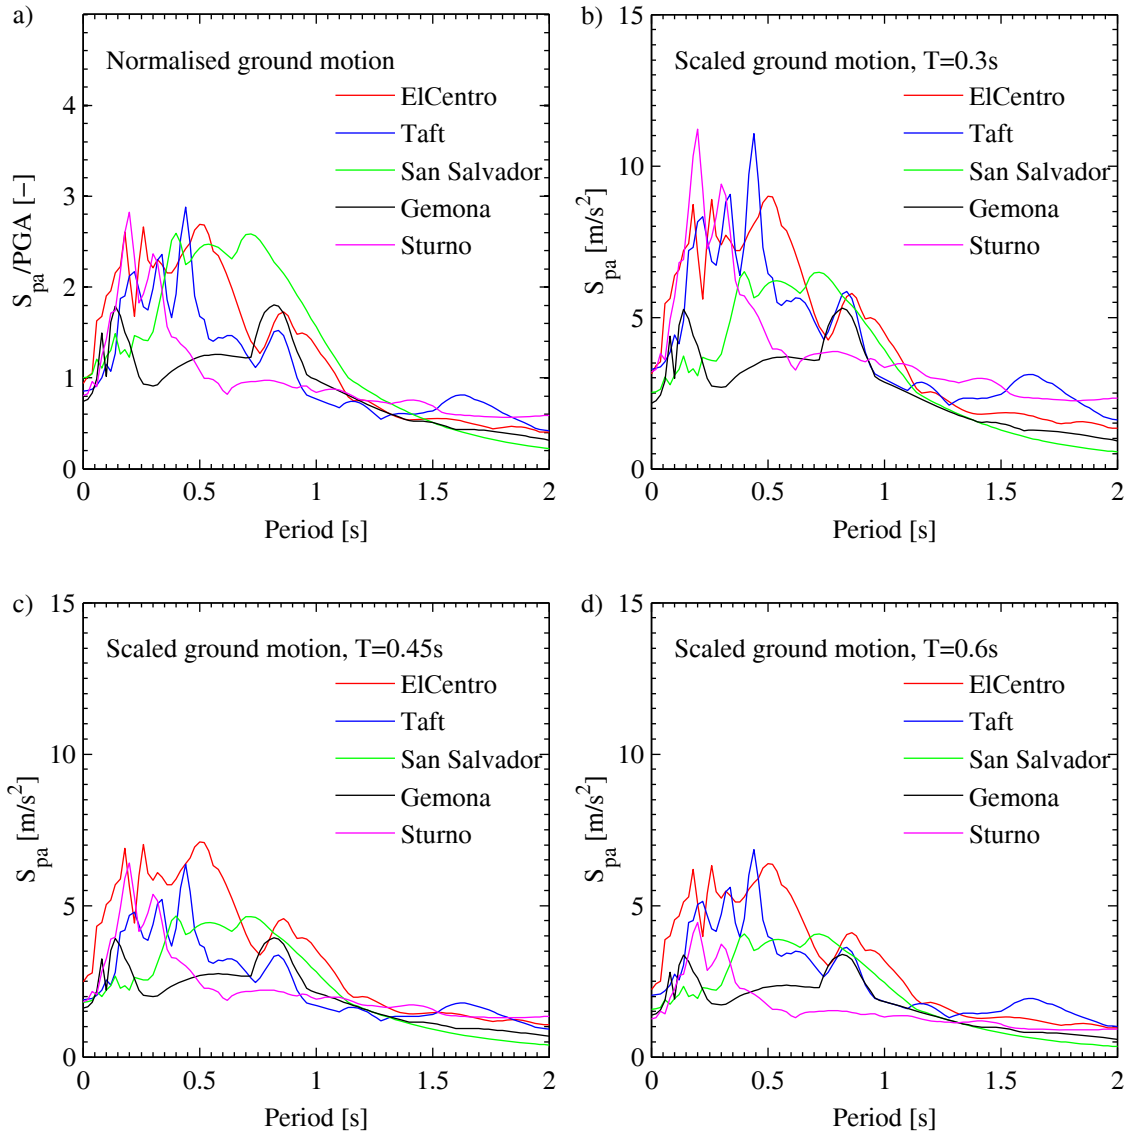 a)
Normalised ground motion
ElCentro
Taft
San Salvador
Gemona
Sturno
S_pa/PGA [−]
0
1
2
3
4
0 0.5 1 1.5 2
Period [s]
b)
Scaled ground motion, T=0.3s
ElCentro
Taft
San Salvador
Gemona
Sturno
S_pa [m/s²]
15
10
5
0
0 0.5 1 1.5 2
Period [s]
c)
Scaled ground motion, T=0.45s
ElCentro
Taft
San Salvador
Gemona
Sturno
S_pa [m/s²]
15
10
5
0
0 0.5 1 1.5 2
Period [s]
d)
Scaled ground motion, T=0.6s
ElCentro
Taft
San Salvador
Gemona
Sturno
S_pa [m/s²]
15
10
5
0
0 0.5 1 1.5 2
Period [s]